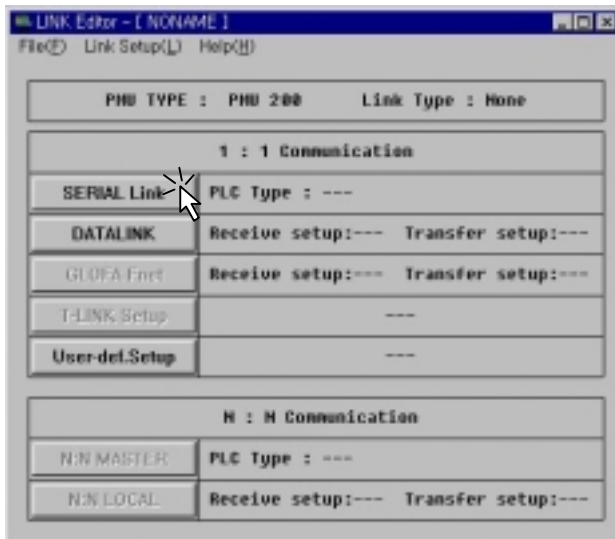 LINK Editor - [ NONAME ]
File(F) Link Setup(L) Help(H)
PMU TYPE : PMU 200 Link Type : None
1 : 1 Communication
SERIAL Link PLC Type : ---
DATALINK Receive setup:--- Transfer setup:---
GLOFA Enet Receive setup:--- Transfer setup:---
T-LINK Setup ---
User-def.Setup ---
N : N Communication
N:N MASTER PLC Type : ---
N:N LOCAL Receive setup:--- Transfer setup:---